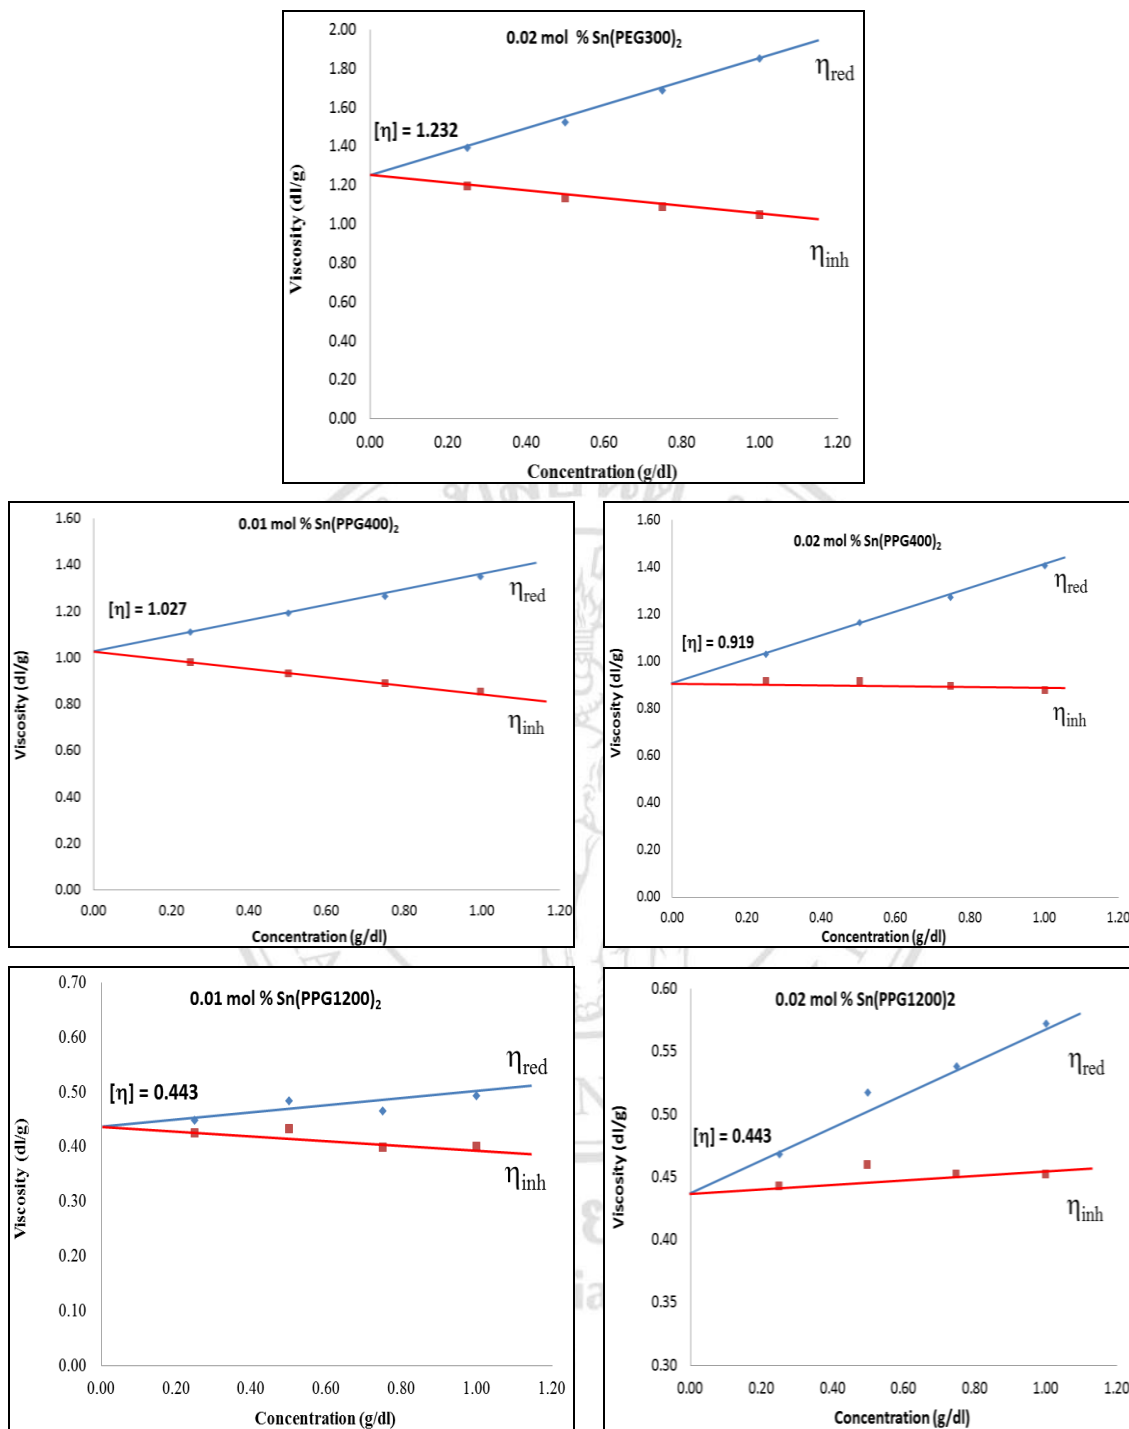 0.02 mol % Sn(PEG300)2
2.00
1.80
1.60
1.40
1.20
1.00
0.80
0.60
0.40
0.20
0.00
Viscosity (dl/g)
[η] = 1.232
ηred
ηinh
0.00 0.20 0.40 0.60 0.80 1.00 1.20
Concentration (g/dl)
0.01 mol % Sn(PPG400)2
1.60
1.40
1.20
1.00
0.80
0.60
0.40
0.20
0.00
Viscosity (dl/g)
[η] = 1.027
ηred
ηinh
0.00 0.20 0.40 0.60 0.80 1.00 1.20
Concentration (g/dl)
0.02 mol % Sn(PPG400)2
1.60
1.40
1.20
1.00
0.80
0.60
0.40
0.20
0.00
Viscosity (dl/g)
[η] = 0.919
ηred
ηinh
0.00 0.20 0.40 0.60 0.80 1.00 1.20
Concentration (g/dl)
0.01 mol % Sn(PPG1200)2
0.70
0.60
0.50
0.40
0.30
0.20
0.10
0.00
Viscosity (dl/g)
[η] = 0.443
ηred
ηinh
0.00 0.20 0.40 0.60 0.80 1.00 1.20
Concentration (g/dl)
0.02 mol % Sn(PPG1200)2
0.60
0.55
0.50
0.45
0.40
0.35
0.30
Viscosity (dl/g)
[η] = 0.443
ηred
ηinh
0.00 0.20 0.40 0.60 0.80 1.00 1.20
Concentration (g/dl)